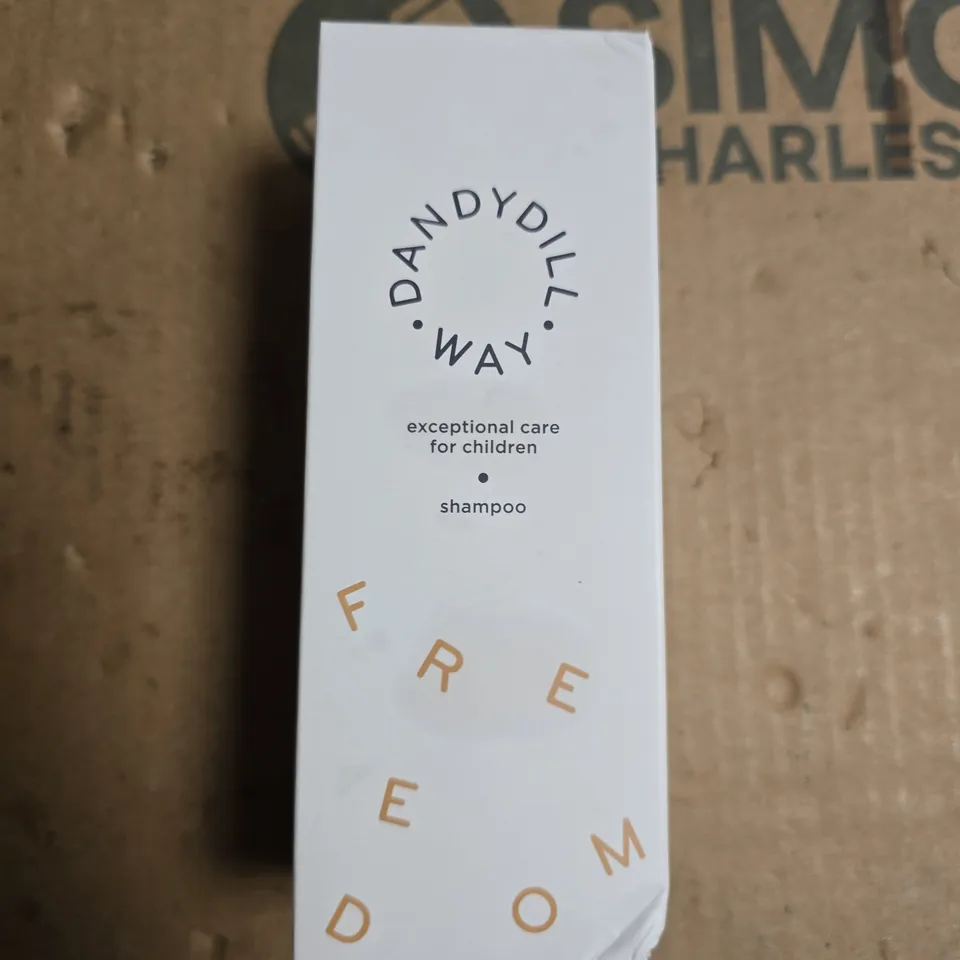 SIMO
HARLES
DANDYDILL
• WAY •
exceptional care
for children
•
shampoo
F
R E
E
D O M